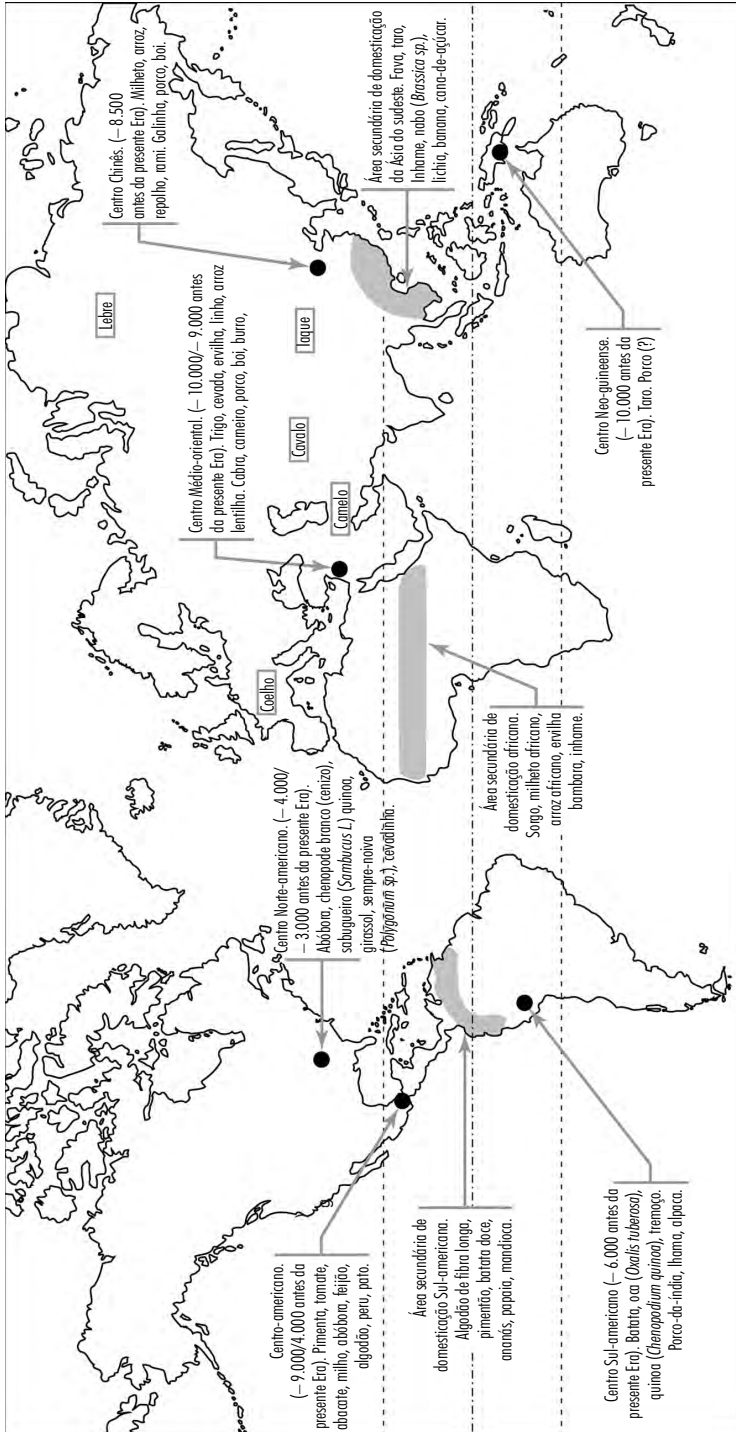 Centro-americano.
(– 9.000/4.000 antes da
presente Era). Pimenta, tomate,
abacate, milho, abóbora, feijão,
algodão, peru, pato.
Área secundária de
domesticação Sul-americana.
Algodão de fibra longa,
pimentão, batata doce,
ananás, papaia, mandioca.
Centro Sul-americano (– 6.000 antes da
presente Era). Batata, oca (Oxalis tuberosa),
quinoa (Chenopodium quinoa), tremoço.
Porco-da-índia, lhama, alpaca.
Centro Norte-americano. (– 4.000/
– 3.000 antes da presente Era).
Abóbora, chenopode branco (cenizo),
sabugueiro (Sambucus L) quinoa,
girassol, sempre-noiva
(Polygonum sp.), cevadinha.
Coelho
Área secundária de
domesticação africana.
Sorgo, milheto africano,
arroz africano, ervilha
bambara, inhame.
Centro Médio-oriental. (– 10.000/– 9.000 antes
da presente Era). Trigo, cevada, ervilha, linho, arroz
lentilha. Cabra, carneiro, porco, boi, burro,
Camelo
Cavalo
Iaque
Lebre
Centro Neo-guineense.
(– 10.000 antes da
presente Era). Taro. Porco (?)
Centro Chinês. (– 8.500
antes da presente Era). Milheto, arroz,
repolho, rami. Galinha, porco, boi.
Área secundária de domesticação
da Ásia do sudeste. Fava, taro,
Inhame, nabo (Brassica sp.),
lichia, banana, cana-de-açúcar.